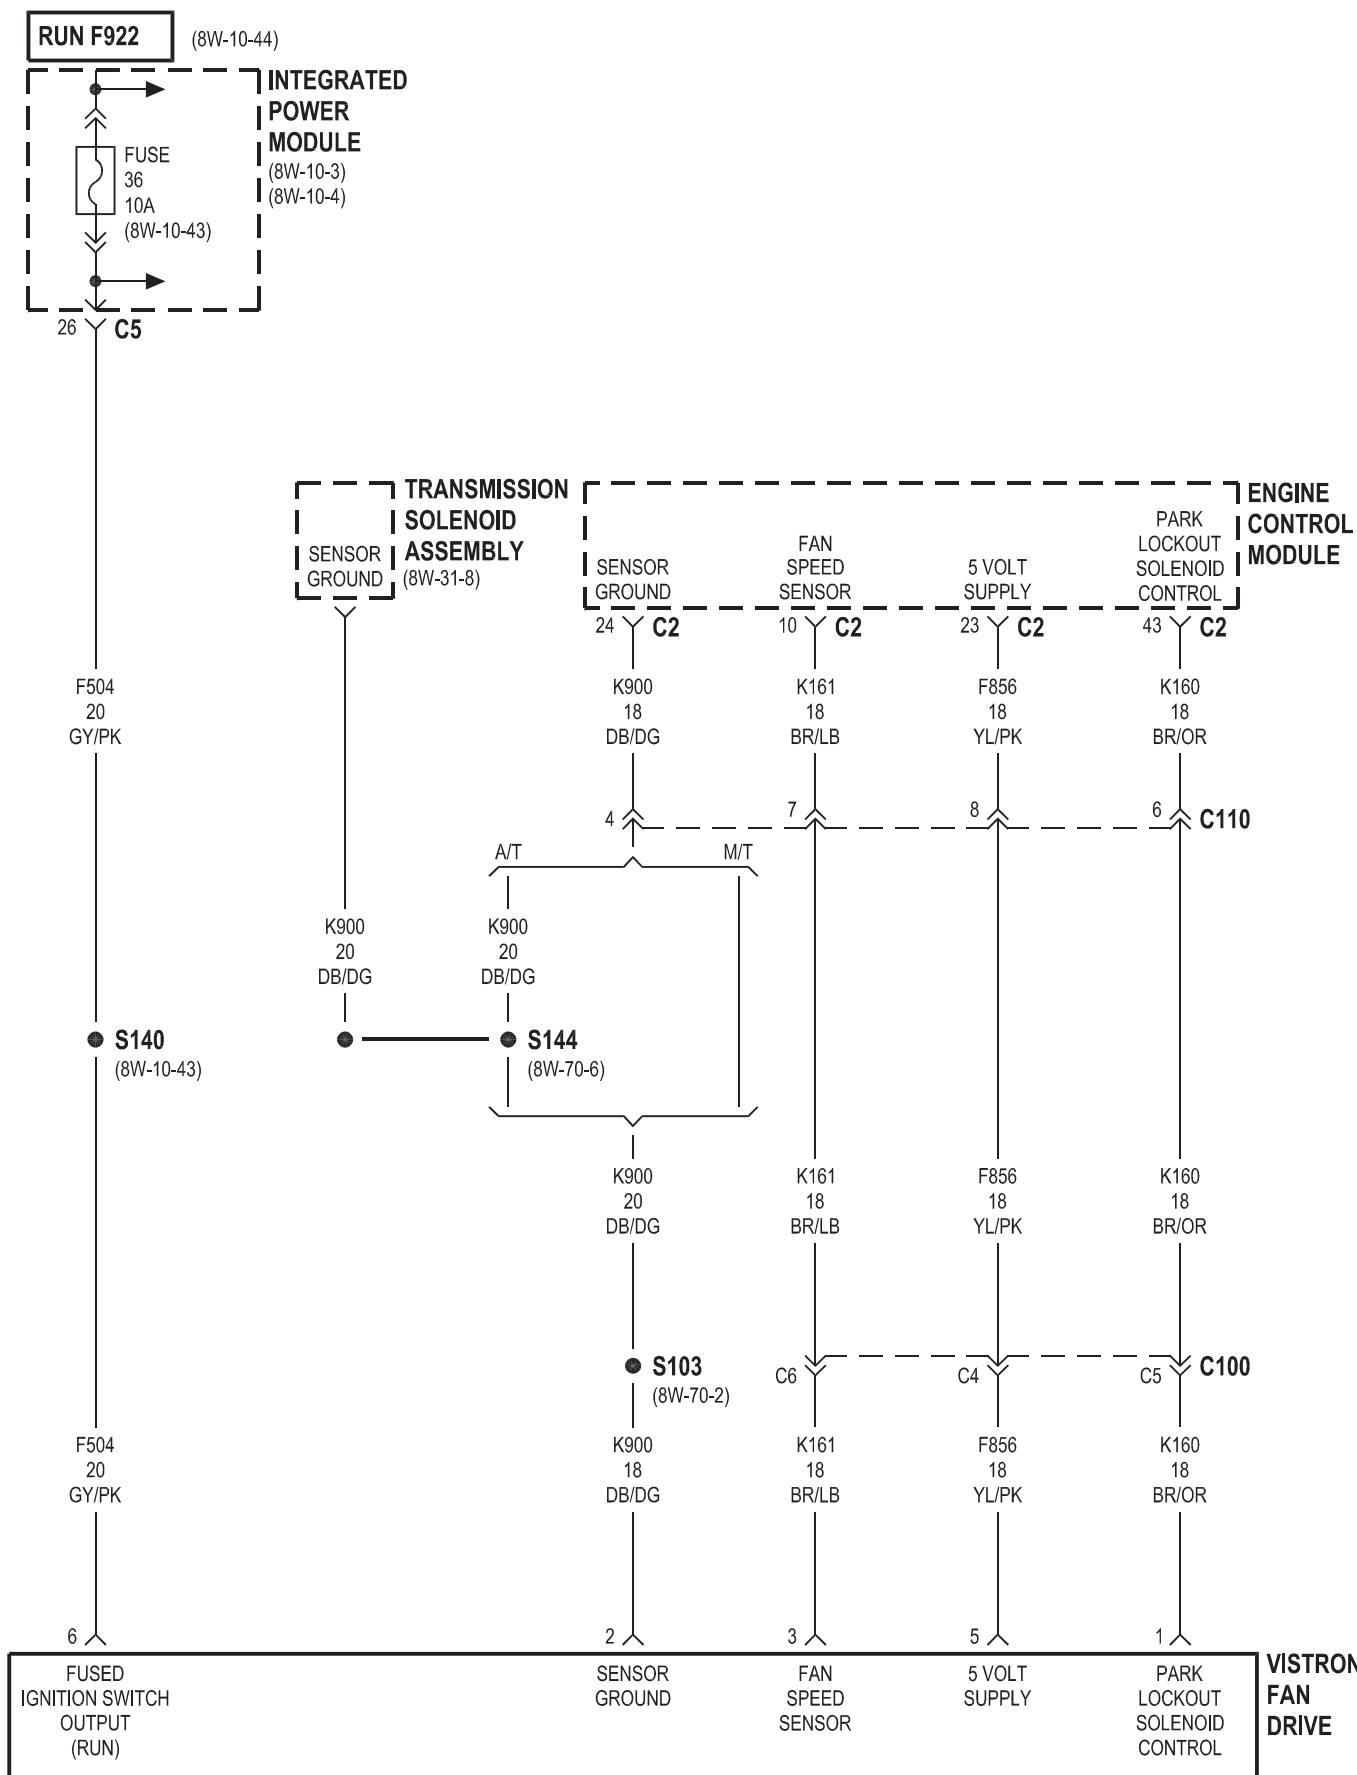 RUN F922
(8W-10-44)
INTEGRATED
POWER
MODULE
(8W-10-3)
(8W-10-4)
FUSE
36
10A
(8W-10-43)
26
C5
TRANSMISSION
SOLENOID
ASSEMBLY
(8W-31-8)
SENSOR
GROUND
ENGINE
CONTROL
MODULE
SENSOR
GROUND
FAN
SPEED
SENSOR
5 VOLT
SUPPLY
PARK
LOCKOUT
SOLENOID
CONTROL
24 C2
10 C2
23 C2
43 C2
F504
20
GY/PK
K900
18
DB/DG
K161
18
BR/LB
F856
18
YL/PK
K160
18
BR/OR
4
7
8
6
C110
A/T
M/T
K900
20
DB/DG
K900
20
DB/DG
S140
(8W-10-43)
S144
(8W-70-6)
K900
20
DB/DG
K161
18
BR/LB
F856
18
YL/PK
K160
18
BR/OR
S103
(8W-70-2)
C6
C4
C5
C100
F504
20
GY/PK
K900
18
DB/DG
K161
18
BR/LB
F856
18
YL/PK
K160
18
BR/OR
6
2
3
5
1
FUSED
IGNITION SWITCH
OUTPUT
(RUN)
SENSOR
GROUND
FAN
SPEED
SENSOR
5 VOLT
SUPPLY
PARK
LOCKOUT
SOLENOID
CONTROL
VISTRON
FAN
DRIVE